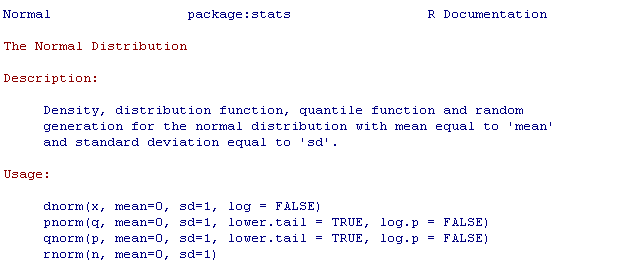 Normal package:stats R Documentation
The Normal Distribution
Description:
Density, distribution function, quantile function and random
generation for the normal distribution with mean equal to 'mean'
and standard deviation equal to 'sd'.
Usage:
dnorm(x, mean=0, sd=1, log = FALSE)
pnorm(q, mean=0, sd=1, lower.tail = TRUE, log.p = FALSE)
qnorm(p, mean=0, sd=1, lower.tail = TRUE, log.p = FALSE)
rnorm(n, mean=0, sd=1)